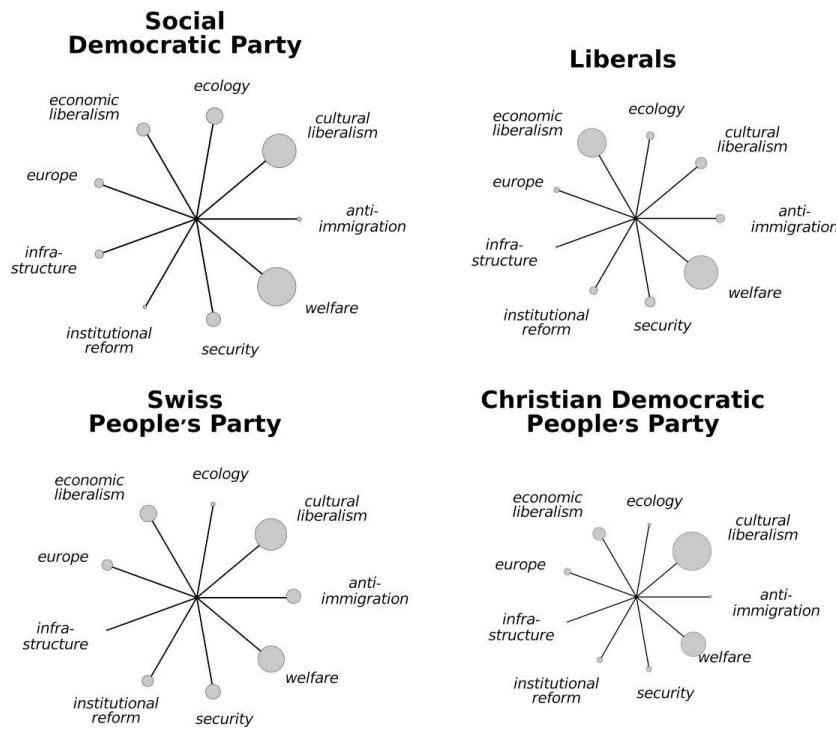 Social
Democratic Party
ecology
economic
liberalism
cultural
liberalism
europe
anti-
immigration
infra-
structure
welfare
institutional
reform
security
Liberals
ecology
economic
liberalism
cultural
liberalism
europe
anti-
immigration
infra-
structure
welfare
institutional
reform
security
Swiss
People's Party
ecology
economic
liberalism
cultural
liberalism
europe
anti-
immigration
infra-
structure
welfare
institutional
reform
security
Christian Democratic
People's Party
ecology
economic
liberalism
cultural
liberalism
europe
anti-
immigration
infra-
structure
welfare
institutional
reform
security